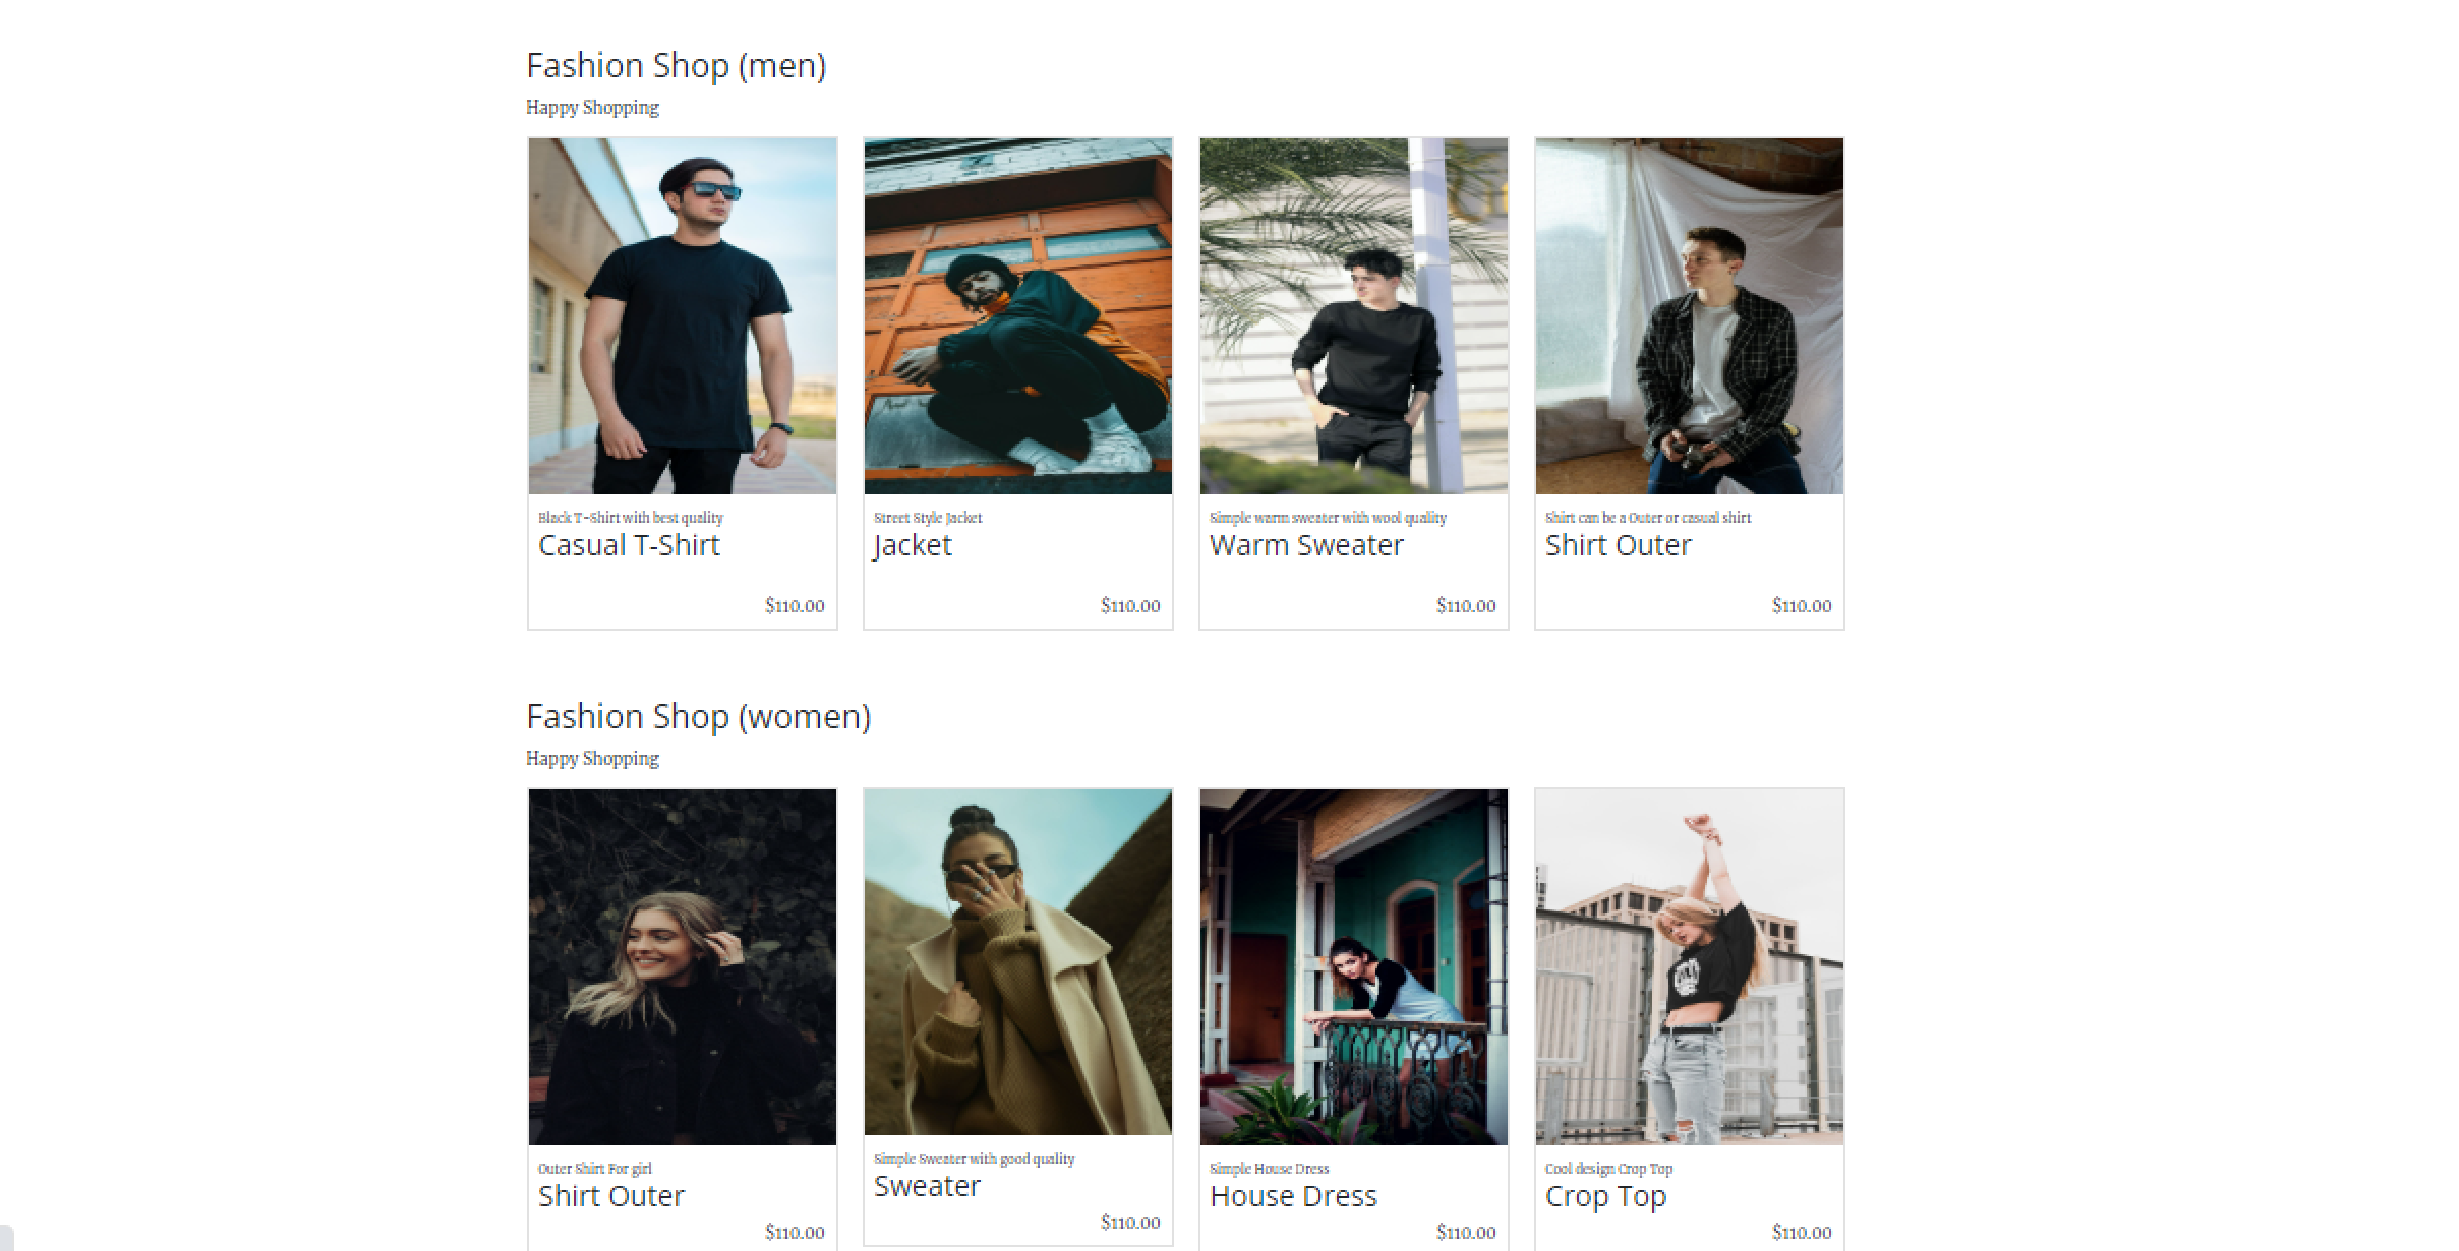 Fashion Shop (men)
Happy Shopping
Black T-Shirt with best quality
Casual T-Shirt
$110.00
Street Style Jacket
Jacket
$110.00
Simple warm sweater with wool quality
Warm Sweater
$110.00
Shirt can be a Outer or casual shirt
Shirt Outer
$110.00
Fashion Shop (women)
Happy Shopping
Outer Shirt For girl
Shirt Outer
$110.00
Simple Sweater with good quality
Sweater
$110.00
Simple House Dress
House Dress
$110.00
Cool design Crop Top
Crop Top
$110.00